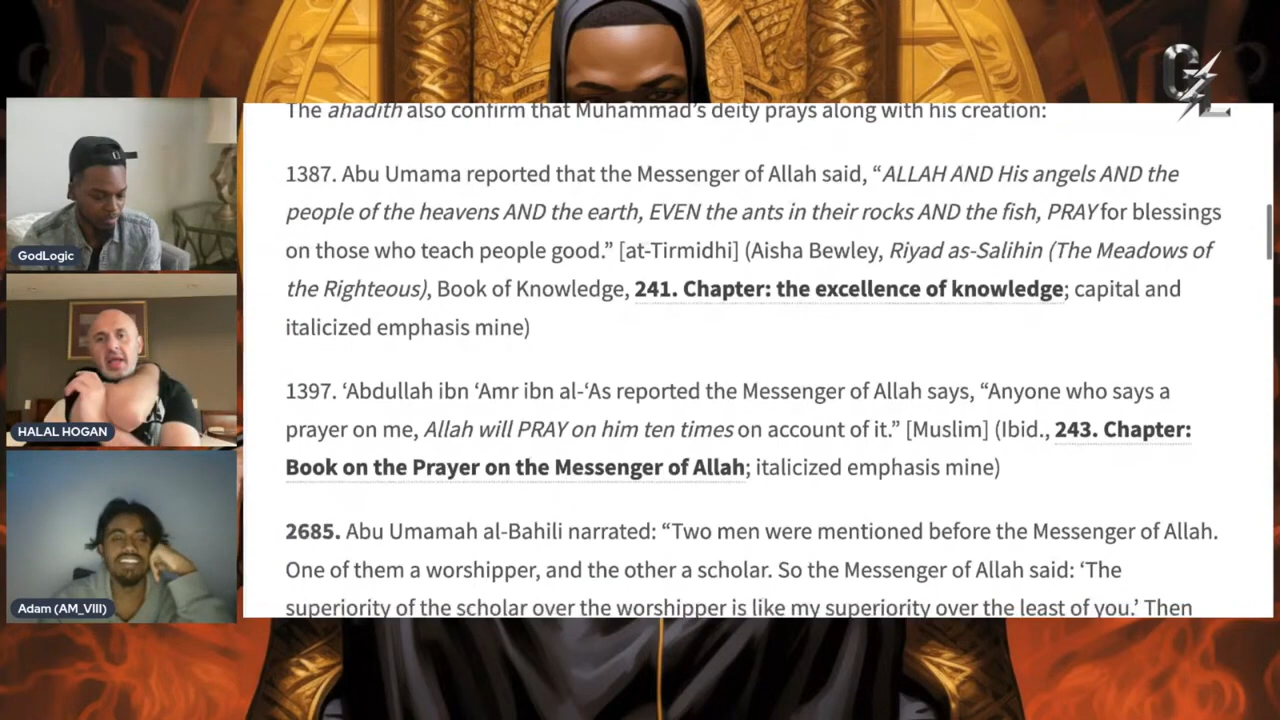 The ahadith also confirm that Muhammad's deity prays along with his creation:
1387. Abu Umama reported that the Messenger of Allah said, “ALLAH AND His angels AND the
people of the heavens AND the earth, EVEN the ants in their rocks AND the fish, PRAY for blessings
on those who teach people good.” [at-Tirmidhi] (Aisha Bewley, Riyad as-Salihin (The Meadows of
the Righteous), Book of Knowledge, 241. Chapter: the excellence of knowledge; capital and
italicized emphasis mine)
1397. ‘Abdullah ibn ‘Amr ibn al-‘As reported the Messenger of Allah says, “Anyone who says a
prayer on me, Allah will PRAY on him ten times on account of it.” [Muslim] (Ibid., 243. Chapter:
Book on the Prayer on the Messenger of Allah; italicized emphasis mine)
2685. Abu Umamah al-Bahili narrated: “Two men were mentioned before the Messenger of Allah.
One of them a worshipper, and the other a scholar. So the Messenger of Allah said: ‘The
superiority of the scholar over the worshipper is like my superiority over the least of you.’ Then
GodLogic
HALAL HOGAN
Adam (AM_VIII)
GL